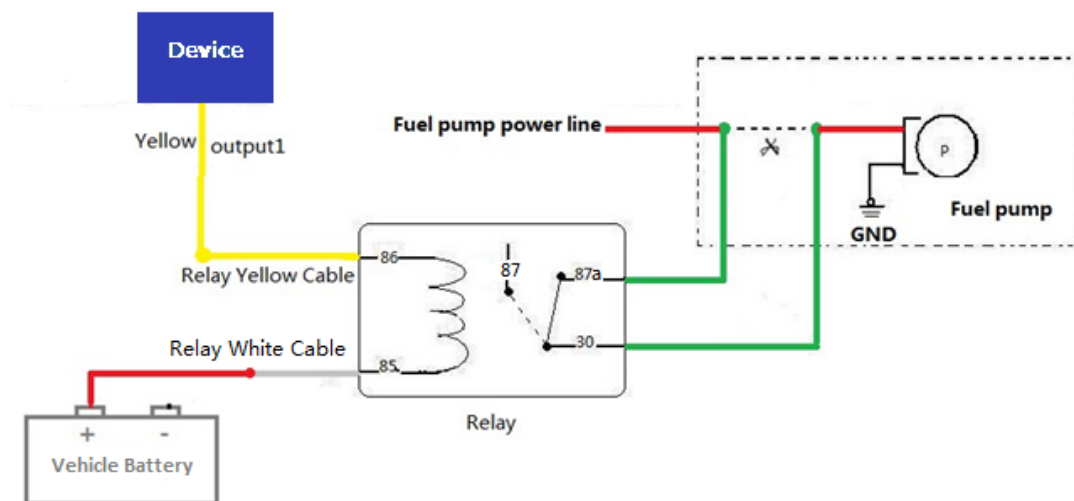 Device
Yellow output1
Fuel pump power line
P
Fuel pump
GND
86
87
87a
Relay Yellow Cable
30
Relay White Cable
85
Relay
+ -
Vehicle Battery